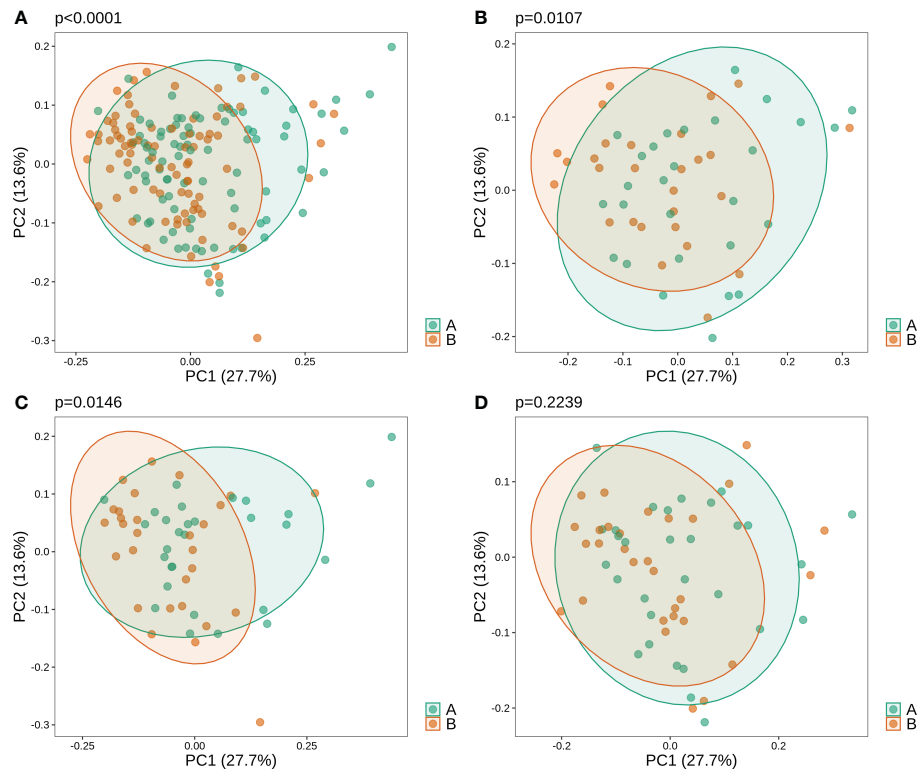 A
p<0.0001
0.2
0.1
0.0
-0.1
-0.2
-0.3
PC2 (13.6%)
-0.25
0.00
0.25
PC1 (27.7%)
A
B
B
p=0.0107
0.2
0.1
0.0
-0.1
-0.2
PC2 (13.6%)
-0.2
-0.1
0.0
0.1
0.2
0.3
PC1 (27.7%)
A
B
C
p=0.0146
0.2
0.1
0.0
-0.1
-0.2
-0.3
PC2 (13.6%)
-0.25
0.00
0.25
PC1 (27.7%)
A
B
D
p=0.2239
0.1
0.0
-0.1
-0.2
PC2 (13.6%)
-0.2
0.0
0.2
PC1 (27.7%)
A
B